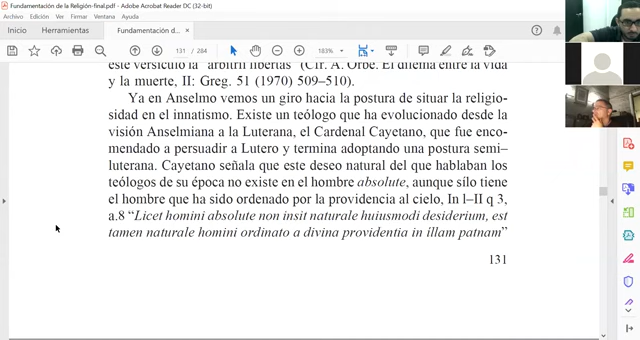 Fundamentación de la Religión-final.pdf - Adobe Acrobat Reader DC (32-bit)
Archivo Edición Ver Firmar Ventana Ayuda
Inicio Herramientas Fundamentación d... ×
131 / 284 183%
este versículo la "arbitrii libertas" (Cfr. A. Orbe. El dilema entre la vida
y la muerte, II: Greg. 51 (1970) 509–510).
Ya en Anselmo vemos un giro hacia la postura de situar la religio-
sidad en el innatismo. Existe un teólogo que ha evolucionado desde la
visión Anselmiana a la Luterana, el Cardenal Cayetano, que fue enco-
mendado a persuadir a Lutero y termina adoptando una postura semi-
luterana. Cayetano señala que este deseo natural del que hablaban los
teólogos de su época no existe en el hombre absolute, aunque sílo tiene
el hombre que ha sido ordenado por la providencia al cielo, In l–II q 3,
a.8 “Licet homini absolute non insit naturale huiusmodi desiderium, est
tamen naturale homini ordinato a divina providentia in illam patnam”
131